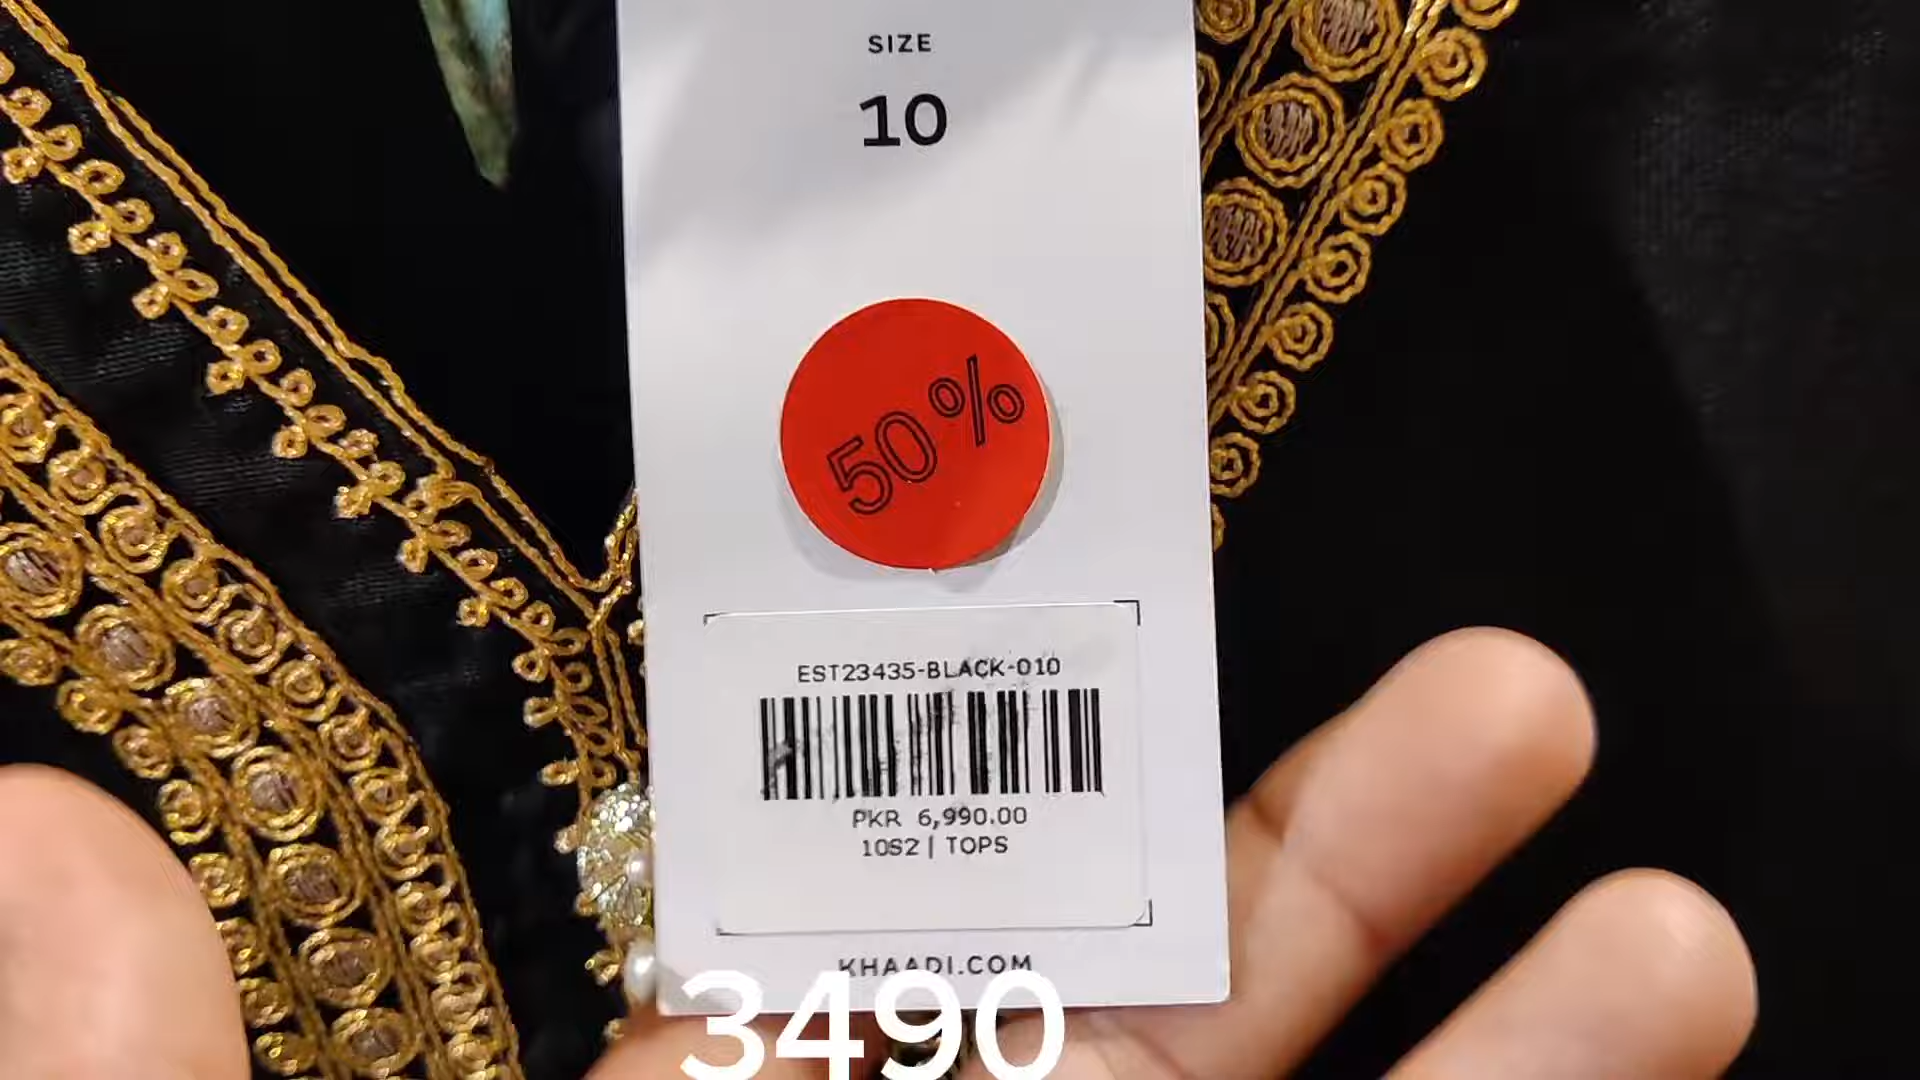 SIZE
10
50%
EST23435-BLACK-010
PKR 6,990.00
10S2 | TOPS
KHAADI.COM
3490